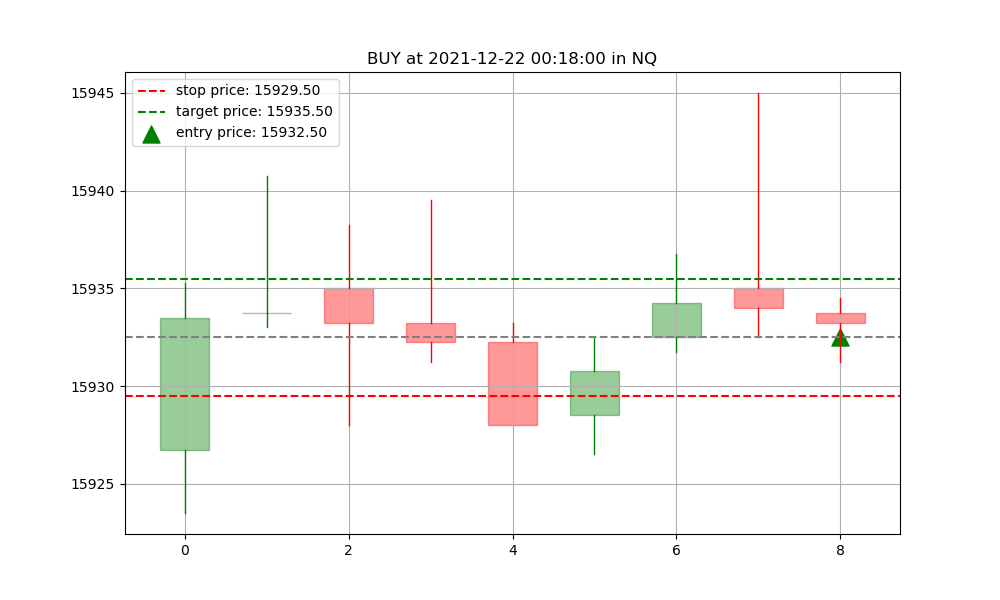 BUY at 2021-12-22 00:18:00 in NQ
stop price: 15929.50
target price: 15935.50
entry price: 15932.50
15945
15940
15935
15930
15925
0 2 4 6 8